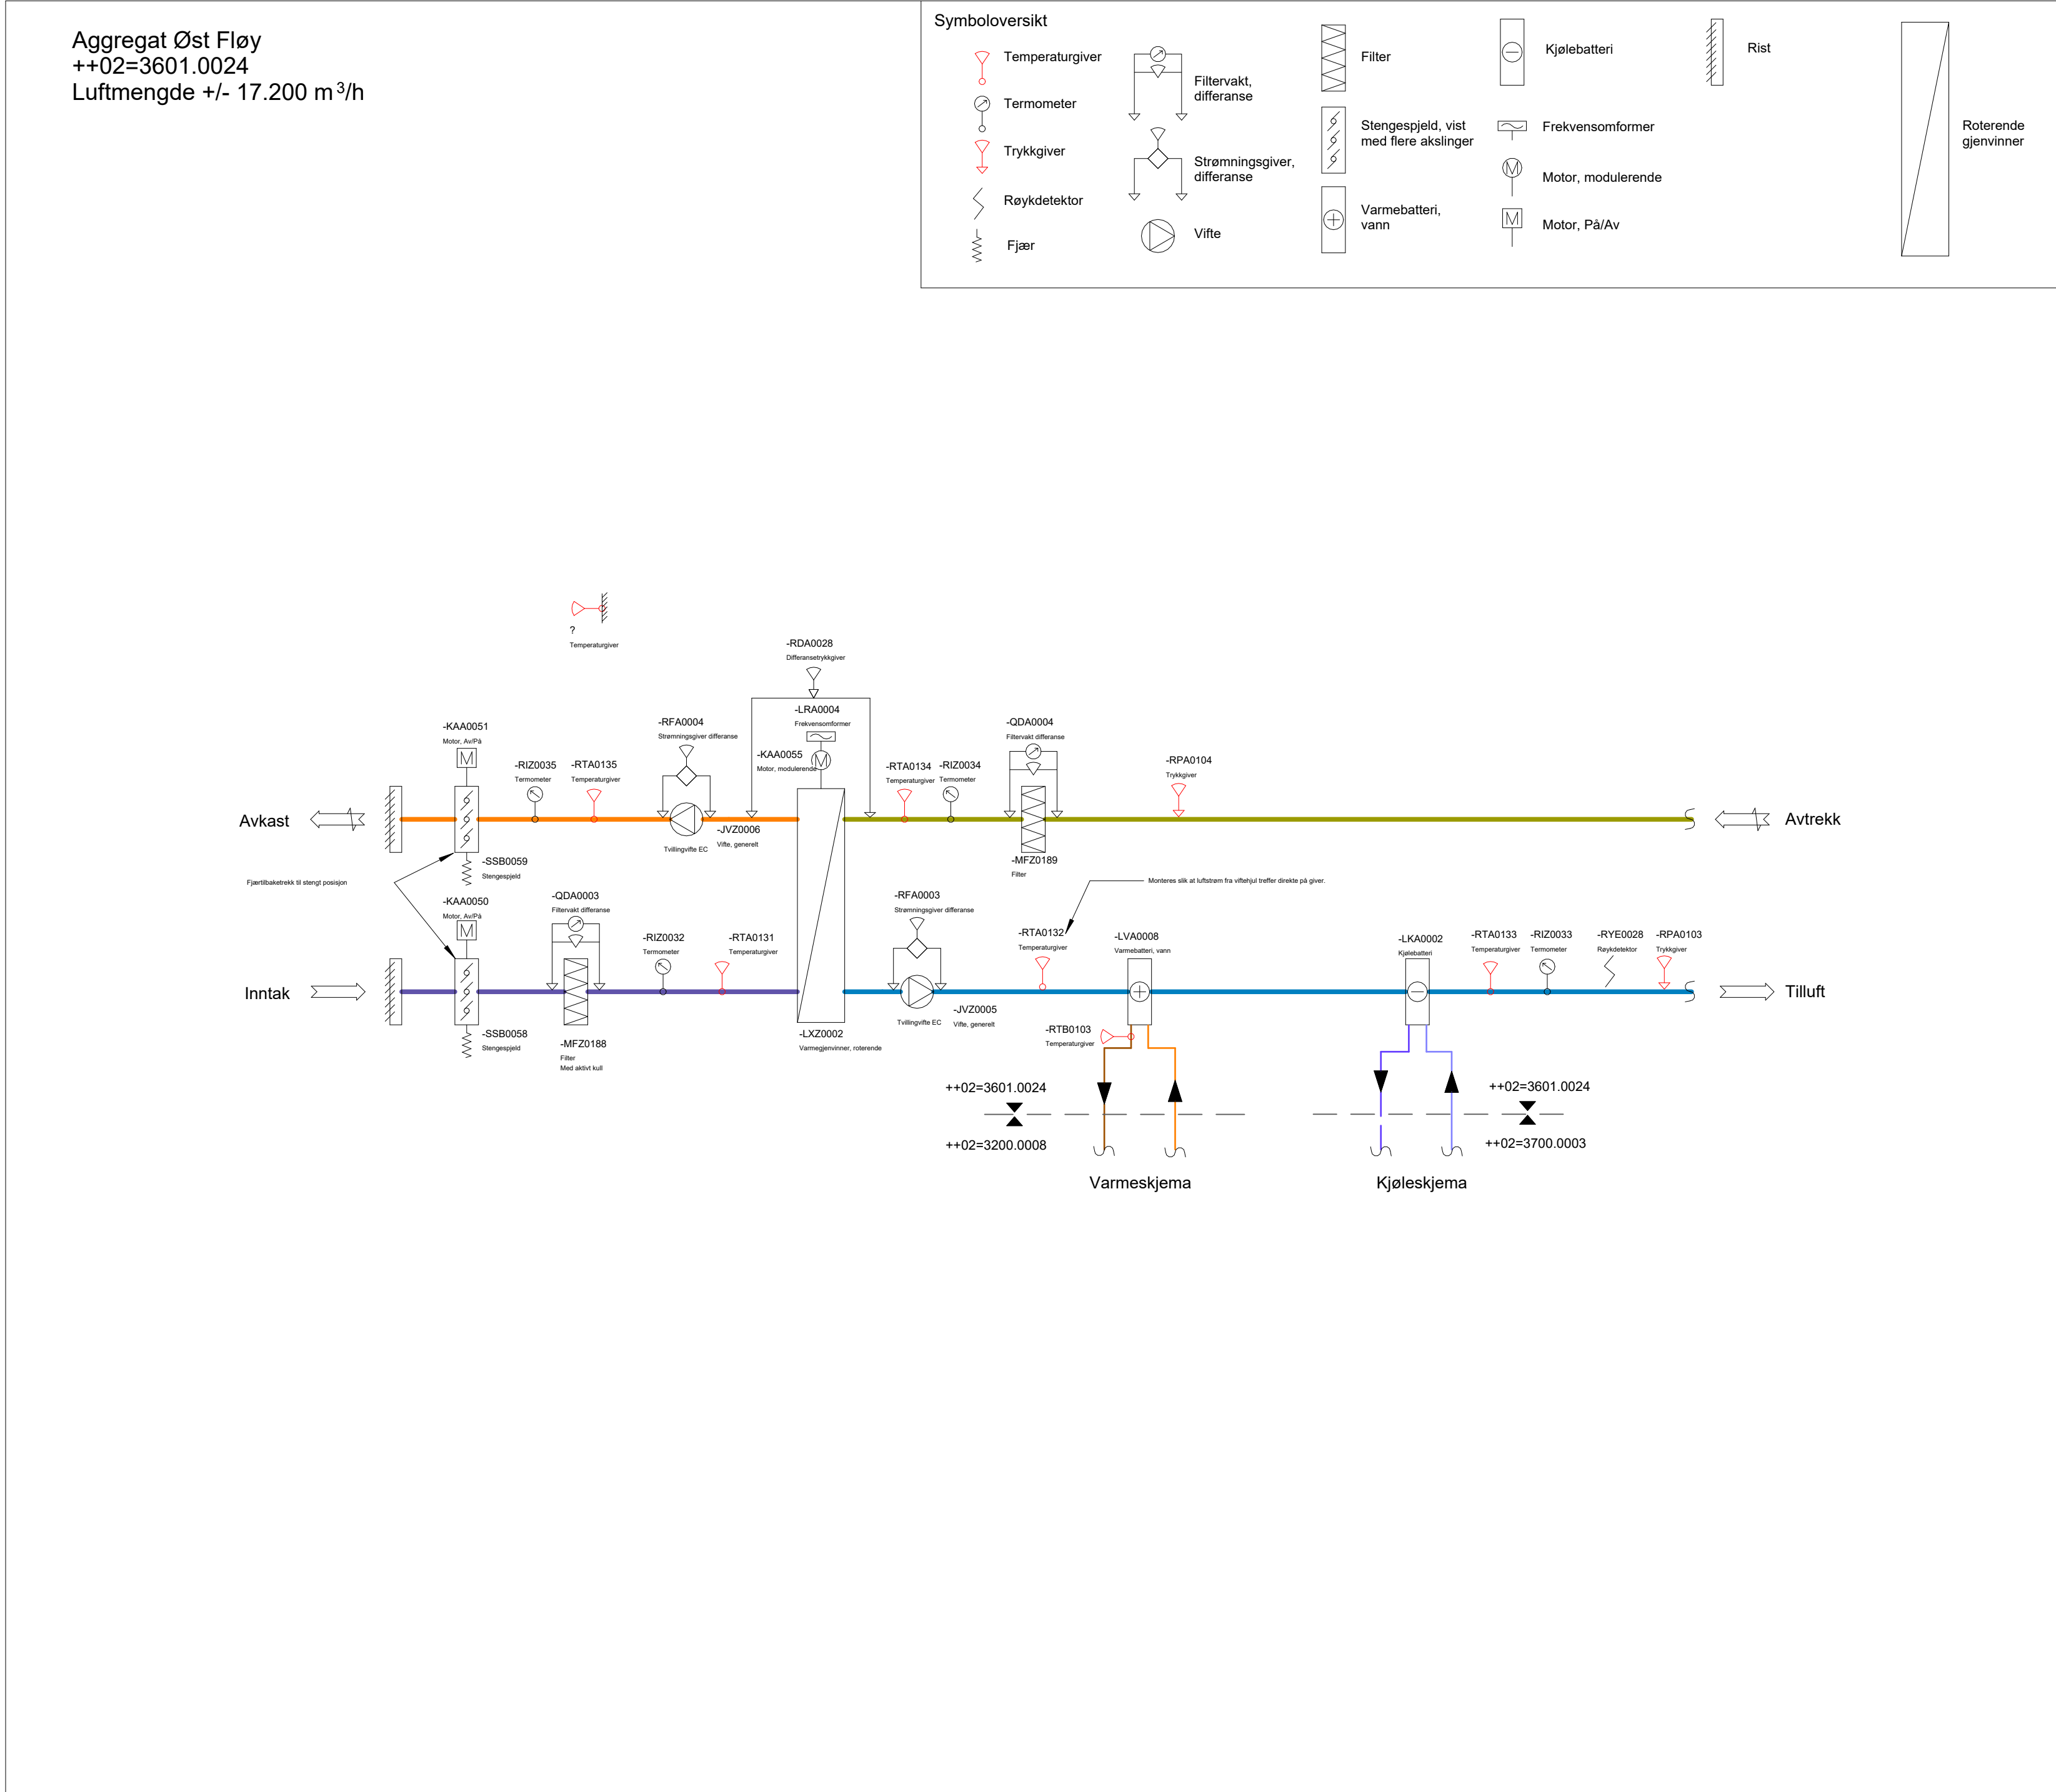 Aggregat Øst Fløy
++02=3601.0024
Luftmengde +/- 17.200 m³/h
Symboloversikt
Temperaturgiver
Termometer
Trykkgiver
Røykdetektor
Fjær
Filtervakt,
differanse
Strømningsgiver,
differanse
Vifte
Filter
Stengespjeld, vist
med flere akslinger
Varmebatteri,
vann
Kjølebatteri
Frekvensomformer
M
Motor, modulerende
M
Motor, På/Av
Rist
Roterende
gjenvinner
?
Temperaturgiver
-RDA0028
Differansetrykkgiver
-LRA0004
Frekvensomformer
-KAA0055
Motor, modulerende
M
-KAA0051
Motor, Av/På
M
-RIZ0035
Termometer
-RTA0135
Temperaturgiver
-RFA0004
Strømningsgiver differanse
-JVZ0006
Vifte, generelt
Tvillingvifte EC
-RTA0134
Temperaturgiver
-RIZ0034
Termometer
-QDA0004
Filtervakt differanse
-RPA0104
Trykkgiver
Avkast
Avtrekk
-SSB0059
Stengespjeld
-MFZ0189
Filter
Fjærtilbaketrekk til stengt posisjon
Monteres slik at luftstrøm fra viftehjul treffer direkte på giver.
-KAA0050
Motor, Av/På
M
-QDA0003
Filtervakt differanse
-RIZ0032
Termometer
-RTA0131
Temperaturgiver
-RFA0003
Strømningsgiver differanse
-RTA0132
Temperaturgiver
-LVA0008
Varmebatteri, vann
-LKA0002
Kjølebatteri
-RTA0133
Temperaturgiver
-RIZ0033
Termometer
-RYE0028
Røykdetektor
-RPA0103
Trykkgiver
Inntak
Tilluft
-SSB0058
Stengespjeld
-MFZ0188
Filter
Med aktivt kull
-LXZ0002
Varmegjenvinner, roterende
Tvillingvifte EC
-JVZ0005
Vifte, generelt
-RTB0103
Temperaturgiver
++02=3601.0024
++02=3200.0008
++02=3601.0024
++02=3700.0003
Varmeskjema
Kjøleskjema